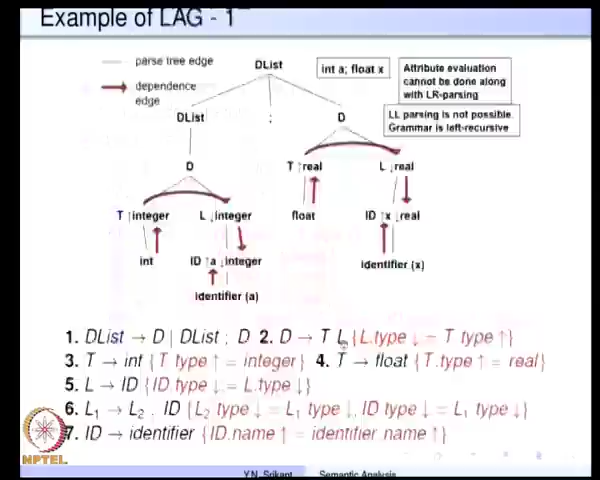 Example of LAG - 1
parse tree edge
dependence
edge
DList
int a; float x
Attribute evaluation
cannot be done along
with LR-parsing
LL parsing is not possible.
Grammar is left-recursive
DList
;
D
D
T ↑real
L ↓real
T ↑integer
L ↓integer
float
ID ↑x ↓real
int
ID ↑a ↓integer
identifier (x)
identifier (a)
1. DList → D | DList ; D 2. D → T L {L.type ↓ = T type ↑}
3. T → int {T type ↑ = integer} 4. T → float {T.type ↑ = real}
5. L → ID {ID type ↓ = L.type ↓}
6. L₁ → L₂ , ID {L₂ type ↓ = L₁ type ↓, ID type ↓ = L₁ type ↓}
7. ID → identifier {ID.name ↑ = identifier name ↑}
NPTEL
Y.N. Srikant
Semantic Analysis